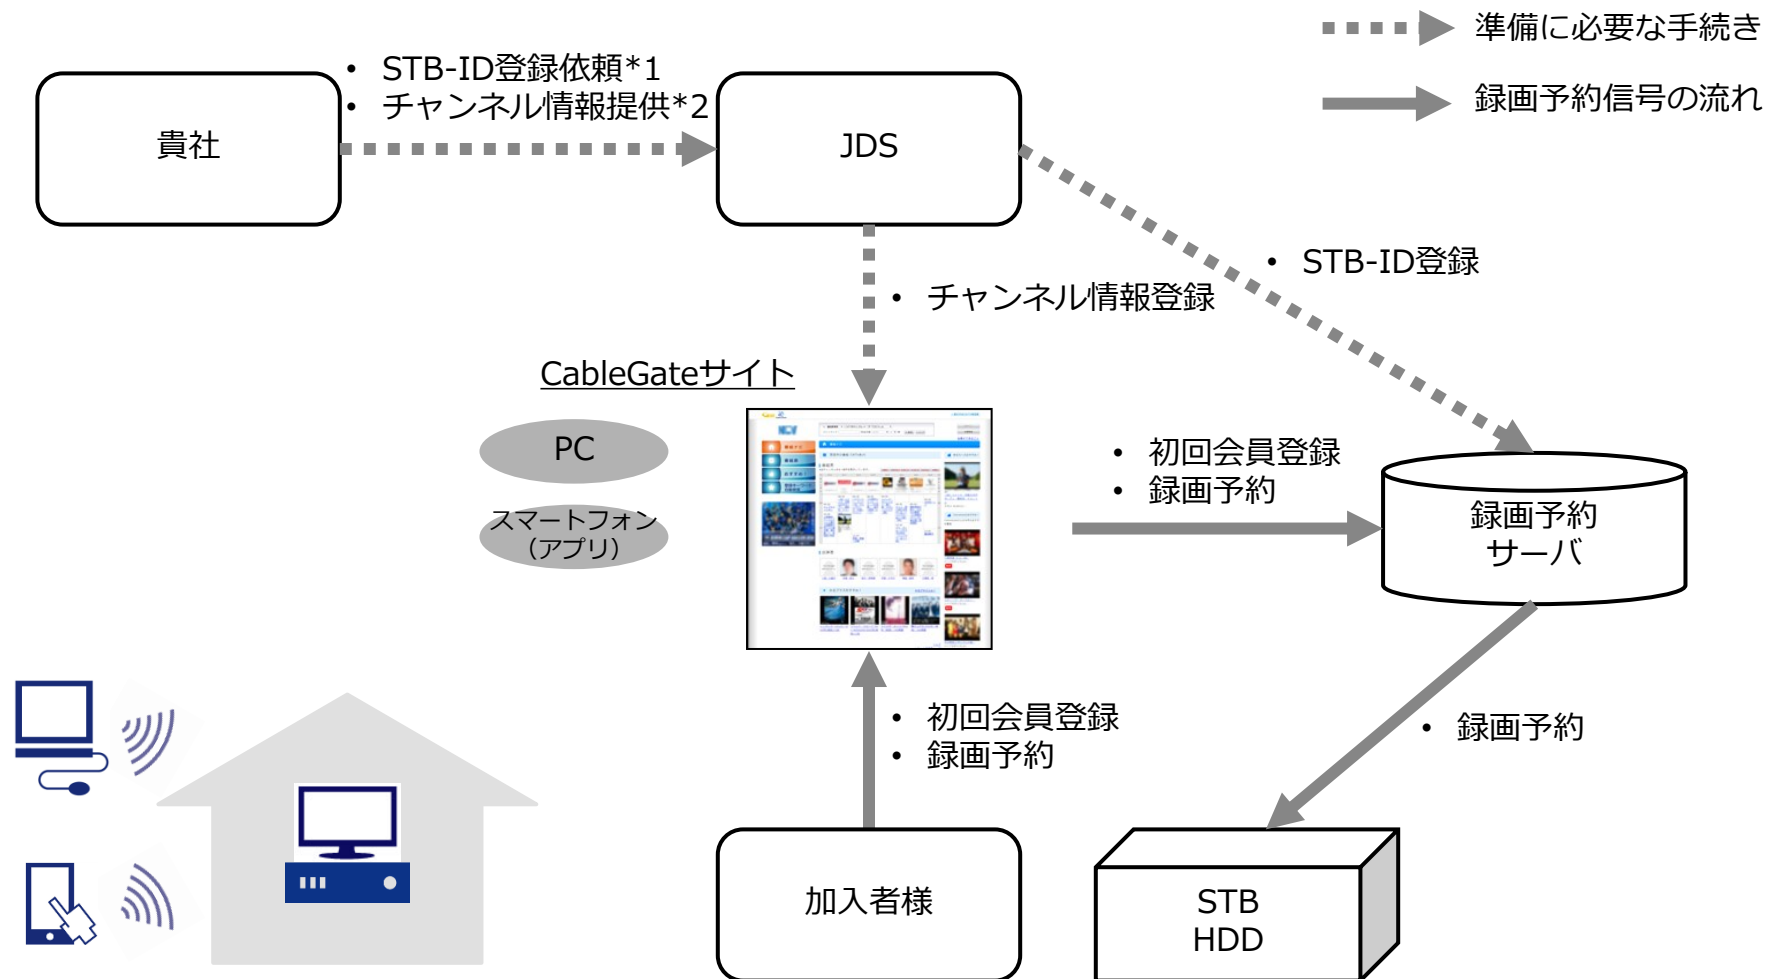 準備に必要な手続き
• STB-ID登録依頼*1
• チャンネル情報提供*2
録画予約信号の流れ
貴社
JDS
• STB-ID登録
• チャンネル情報登録
CableGateサイト
PC
スマートフォン
（アプリ）
• 初回会員登録
• 録画予約
録画予約
サーバ
• 初回会員登録
• 録画予約
• 録画予約
加入者様
STB
HDD